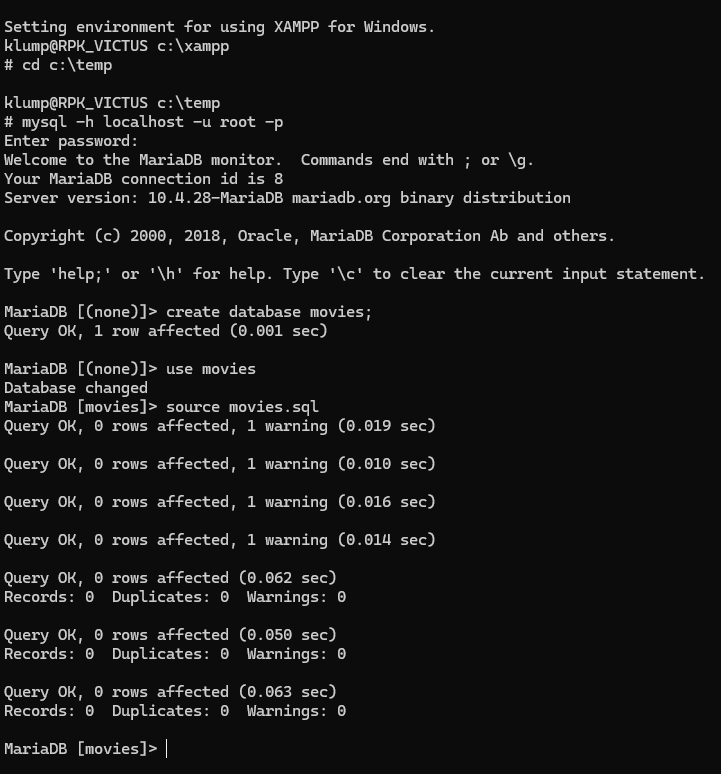 Setting environment for using XAMPP for Windows.
klump@RPK_VICTUS c:\xampp
# cd c:\temp
klump@RPK_VICTUS c:\temp
# mysql -h localhost -u root -p
Enter password:
Welcome to the MariaDB monitor.  Commands end with ; or \g.
Your MariaDB connection id is 8
Server version: 10.4.28-MariaDB mariadb.org binary distribution
Copyright (c) 2000, 2018, Oracle, MariaDB Corporation Ab and others.
Type 'help;' or '\h' for help. Type '\c' to clear the current input statement.
MariaDB [(none)]> create database movies;
Query OK, 1 row affected (0.001 sec)
MariaDB [(none)]> use movies
Database changed
MariaDB [movies]> source movies.sql
Query OK, 0 rows affected, 1 warning (0.019 sec)
Query OK, 0 rows affected, 1 warning (0.010 sec)
Query OK, 0 rows affected, 1 warning (0.016 sec)
Query OK, 0 rows affected, 1 warning (0.014 sec)
Query OK, 0 rows affected (0.062 sec)
Records: 0  Duplicates: 0  Warnings: 0
Query OK, 0 rows affected (0.050 sec)
Records: 0  Duplicates: 0  Warnings: 0
Query OK, 0 rows affected (0.063 sec)
Records: 0  Duplicates: 0  Warnings: 0
MariaDB [movies]>